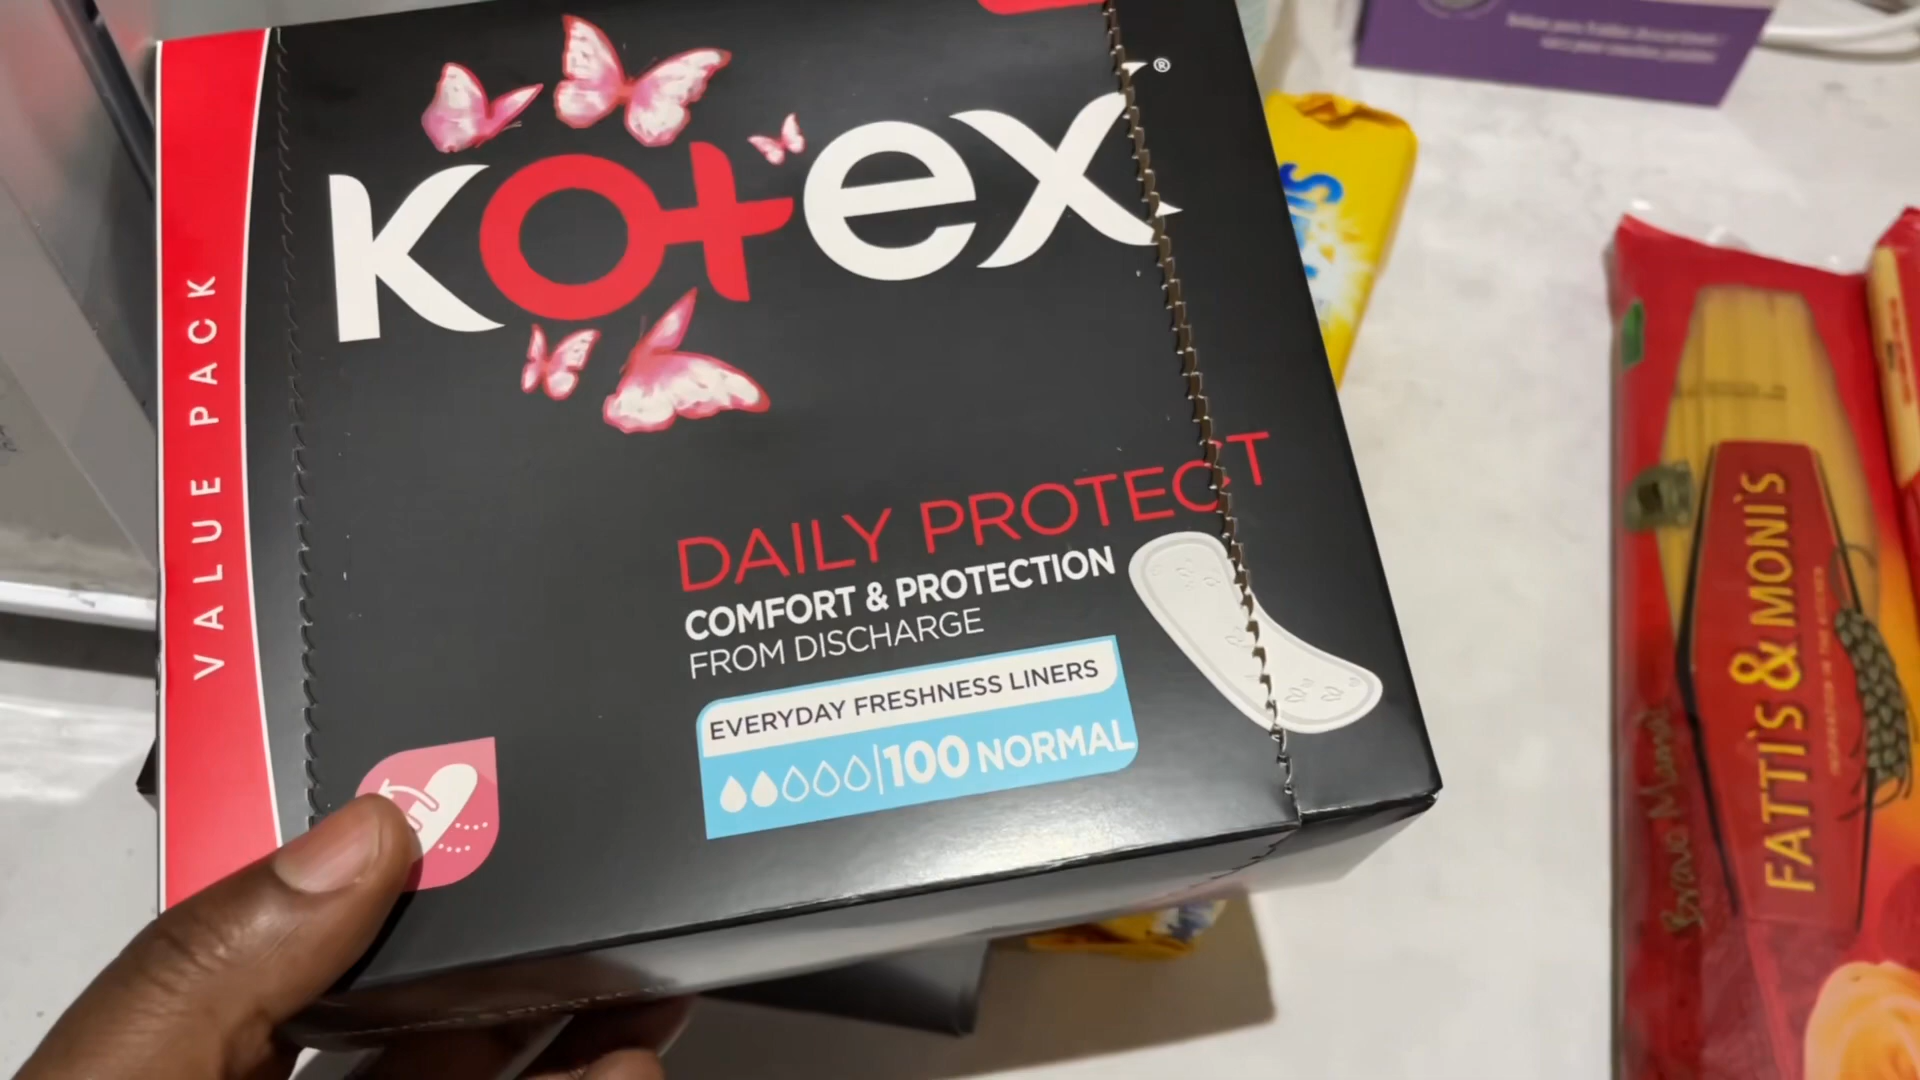 VALUE PACK
Kotex®
DAILY PROTECT
COMFORT & PROTECTION
FROM DISCHARGE
EVERYDAY FRESHNESS LINERS
100 NORMAL
FATTI'S & MONI'S